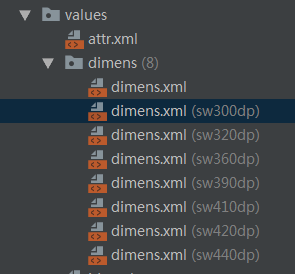 values
attr.xml
dimens (8)
dimens.xml
dimens.xml (sw300dp)
dimens.xml (sw320dp)
dimens.xml (sw360dp)
dimens.xml (sw390dp)
dimens.xml (sw410dp)
dimens.xml (sw420dp)
dimens.xml (sw440dp)